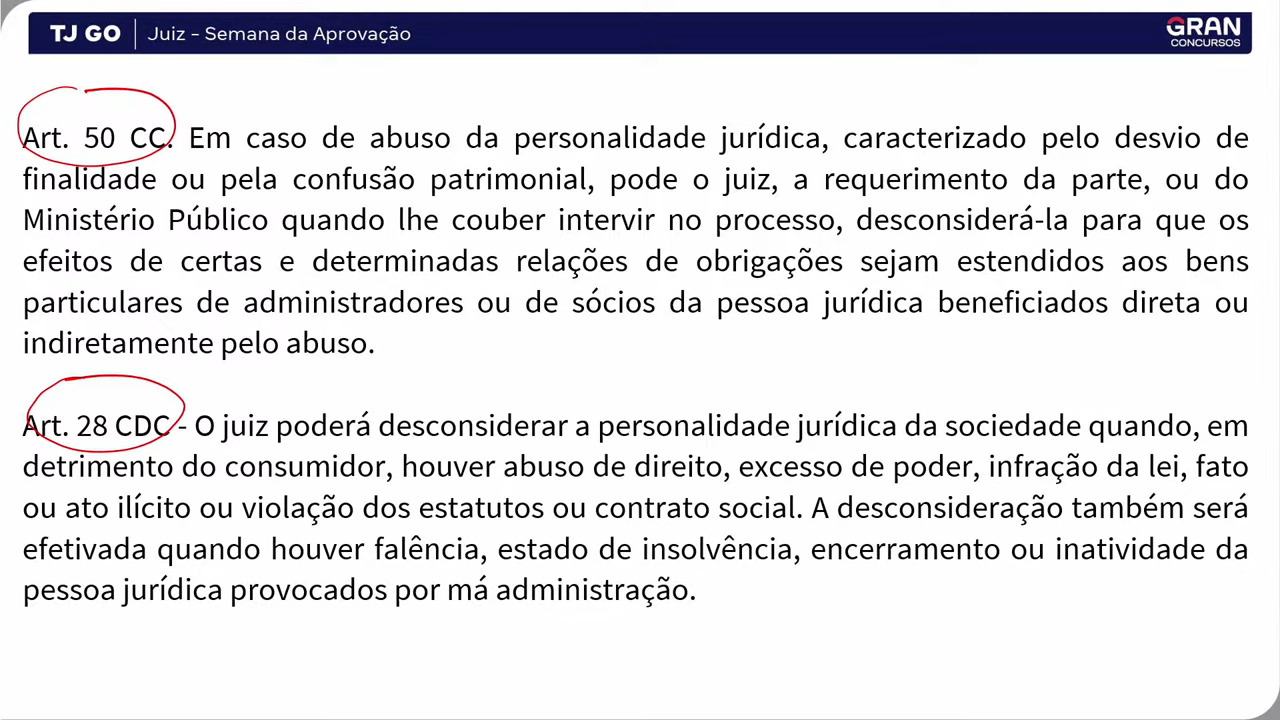 TJ GO | Juiz – Semana da Aprovação
GRAN
CONCURSOS
Art. 50 CC. Em caso de abuso da personalidade jurídica, caracterizado pelo desvio de
finalidade ou pela confusão patrimonial, pode o juiz, a requerimento da parte, ou do
Ministério Público quando lhe couber intervir no processo, desconsiderá-la para que os
efeitos de certas e determinadas relações de obrigações sejam estendidos aos bens
particulares de administradores ou de sócios da pessoa jurídica beneficiados direta ou
indiretamente pelo abuso.
Art. 28 CDC - O juiz poderá desconsiderar a personalidade jurídica da sociedade quando, em
detrimento do consumidor, houver abuso de direito, excesso de poder, infração da lei, fato
ou ato ilícito ou violação dos estatutos ou contrato social. A desconsideração também será
efetivada quando houver falência, estado de insolvência, encerramento ou inatividade da
pessoa jurídica provocados por má administração.